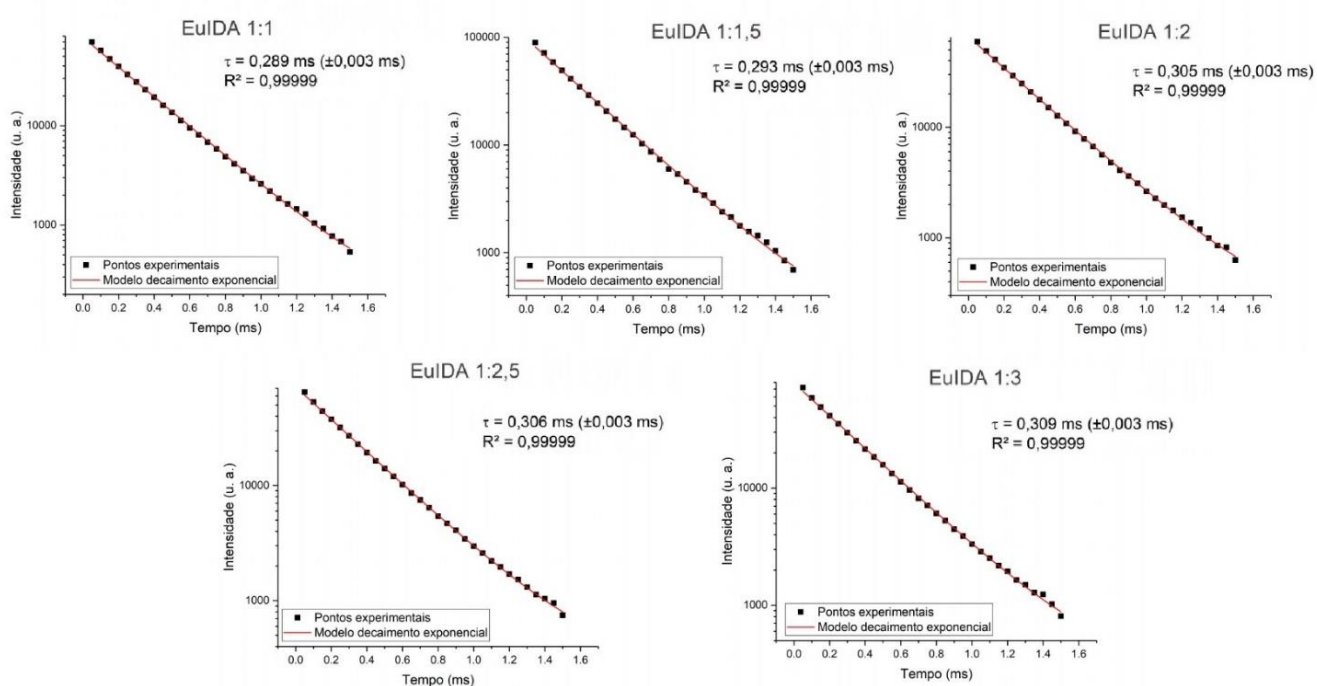 EuIDA 1:1
τ = 0,289 ms (±0,003 ms)
R² = 0,99999
10000
1000
Intensidade (u. a.)
Pontos experimentais
Modelo decaimento exponencial
0.0 0.2 0.4 0.6 0.8 1.0 1.2 1.4 1.6
Tempo (ms)
EuIDA 1:1,5
τ = 0,293 ms (±0,003 ms)
R² = 0,99999
100000
10000
1000
Intensidade (u. a.)
Pontos experimentais
Modelo decaimento exponencial
0.0 0.2 0.4 0.6 0.8 1.0 1.2 1.4 1.6
Tempo (ms)
EuIDA 1:2
τ = 0,305 ms (±0,003 ms)
R² = 0,99999
10000
1000
Intensidade (u. a.)
Pontos experimentais
Modelo decaimento exponencial
0.0 0.2 0.4 0.6 0.8 1.0 1.2 1.4 1.6
Tempo (ms)
EuIDA 1:2,5
τ = 0,306 ms (±0,003 ms)
R² = 0,99999
10000
1000
Intensidade (u. a.)
Pontos experimentais
Modelo decaimento exponencial
0.0 0.2 0.4 0.6 0.8 1.0 1.2 1.4 1.6
Tempo (ms)
EuIDA 1:3
τ = 0,309 ms (±0,003 ms)
R² = 0,99999
10000
1000
Intensidade (u. a.)
Pontos experimentais
Modelo decaimento exponencial
0.0 0.2 0.4 0.6 0.8 1.0 1.2 1.4 1.6
Tempo (ms)